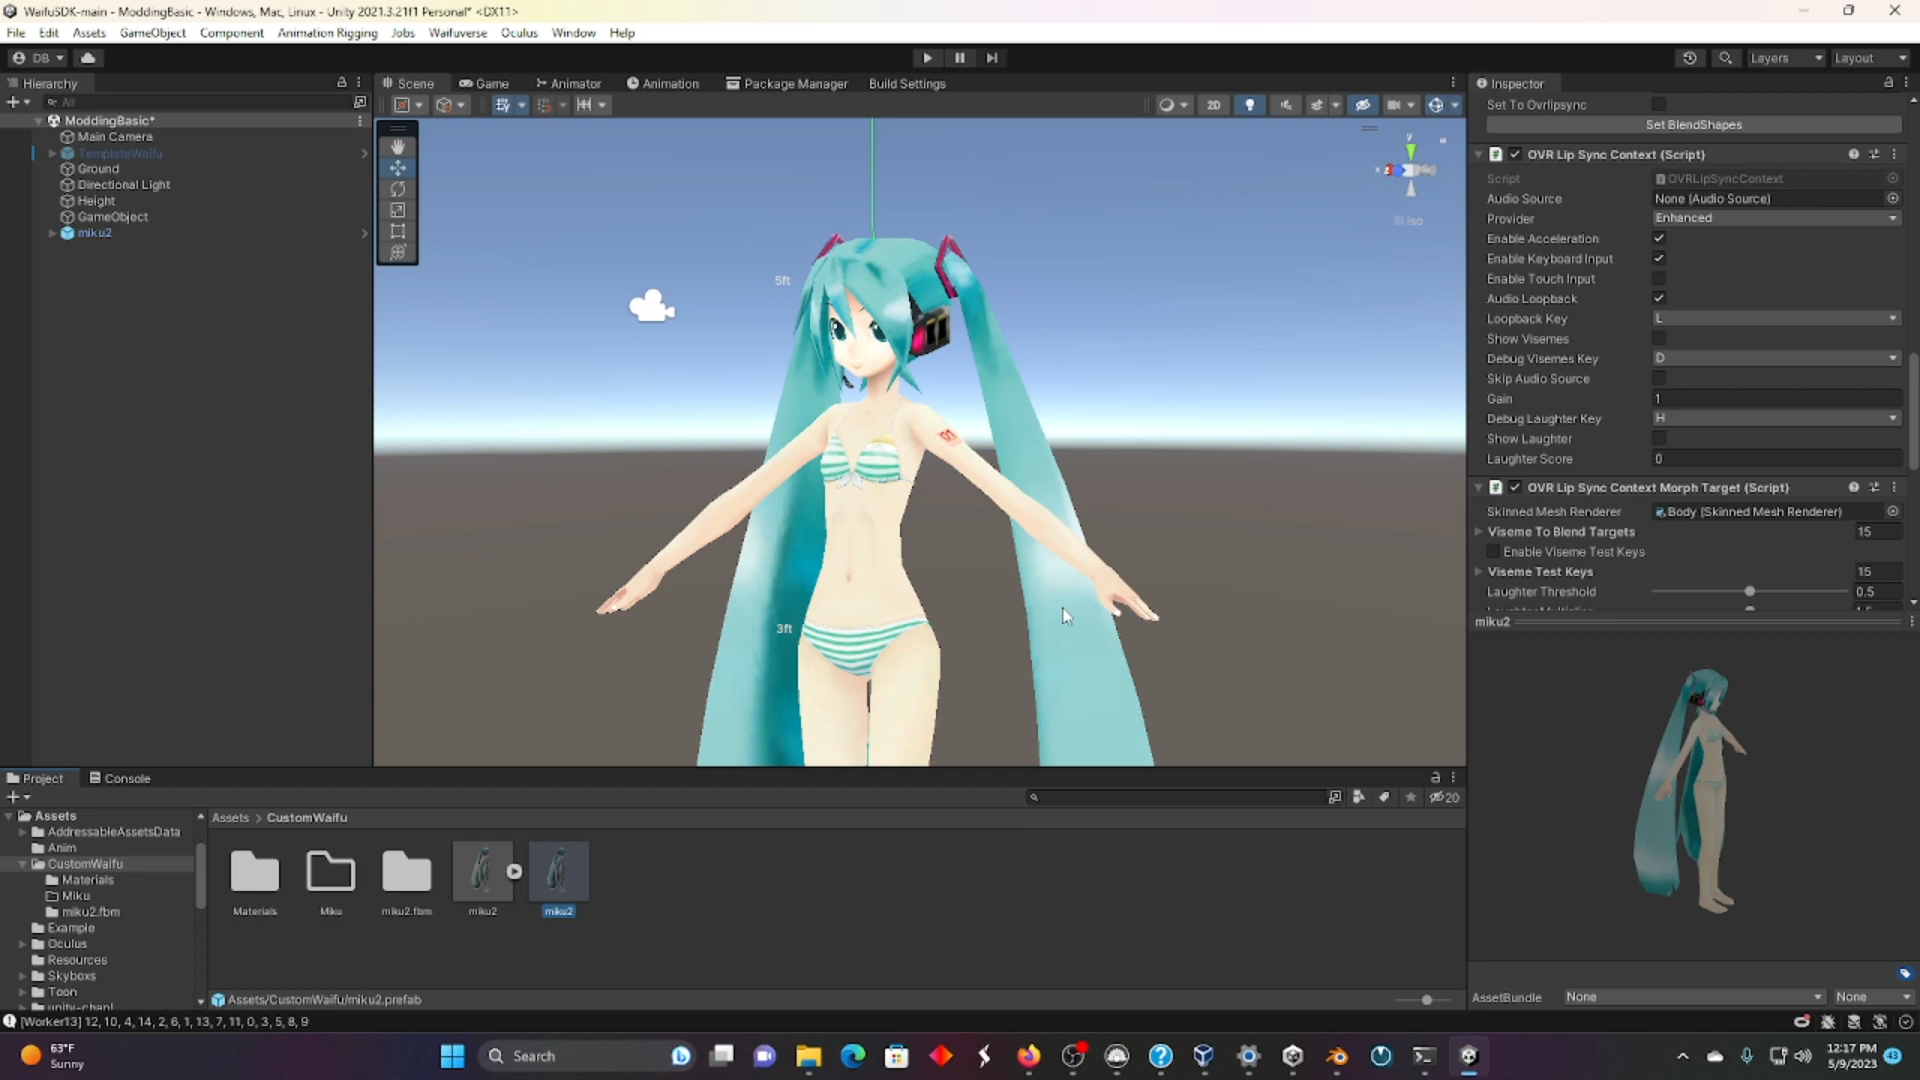 WaifuSDK-main - ModdingBasic - Windows, Mac, Linux - Unity 2021.3.21f1 Personal* <DX11>
File Edit Assets GameObject Component Animation Rigging Jobs Waifuverse Oculus Window Help
DB Layers Layout
Hierarchy
All
ModdingBasic*
Main Camera
TemplateWaifu
Ground
Directional Light
Height
GameObject
miku2
Scene Game Animator Animation Package Manager Build Settings
2D
y
x
Iso
5ft
01
3ft
Inspector
Set To Ovrlipsync
Set BlendShapes
OVR Lip Sync Context (Script)
Script OVRLipSyncContext
Audio Source None (Audio Source)
Provider Enhanced
Enable Acceleration
Enable Keyboard Input
Enable Touch Input
Audio Loopback
Loopback Key L
Show Visemes
Debug Visemes Key D
Skip Audio Source
Gain 1
Debug Laughter Key H
Show Laughter
Laughter Score 0
OVR Lip Sync Context Morph Target (Script)
Skinned Mesh Renderer Body (Skinned Mesh Renderer)
Viseme To Blend Targets 15
Enable Viseme Test Keys
Viseme Test Keys 15
Laughter Threshold 0.5
miku2
AssetBundle None None
Project Console
20
Assets
AddressableAssetsData
Anim
CustomWaifu
Materials
Miku
miku2.fbm
Example
Oculus
Resources
Skyboxs
Toon
Assets > CustomWaifu
Materials Miku miku2.fbm miku2 miku2
Assets/CustomWaifu/miku2.prefab
[Worker13] 12, 10, 4, 14, 2, 6, 1, 13, 7, 11, 0, 3, 5, 8, 9
63°F
Sunny
Search
12:17 PM
5/9/2023
43